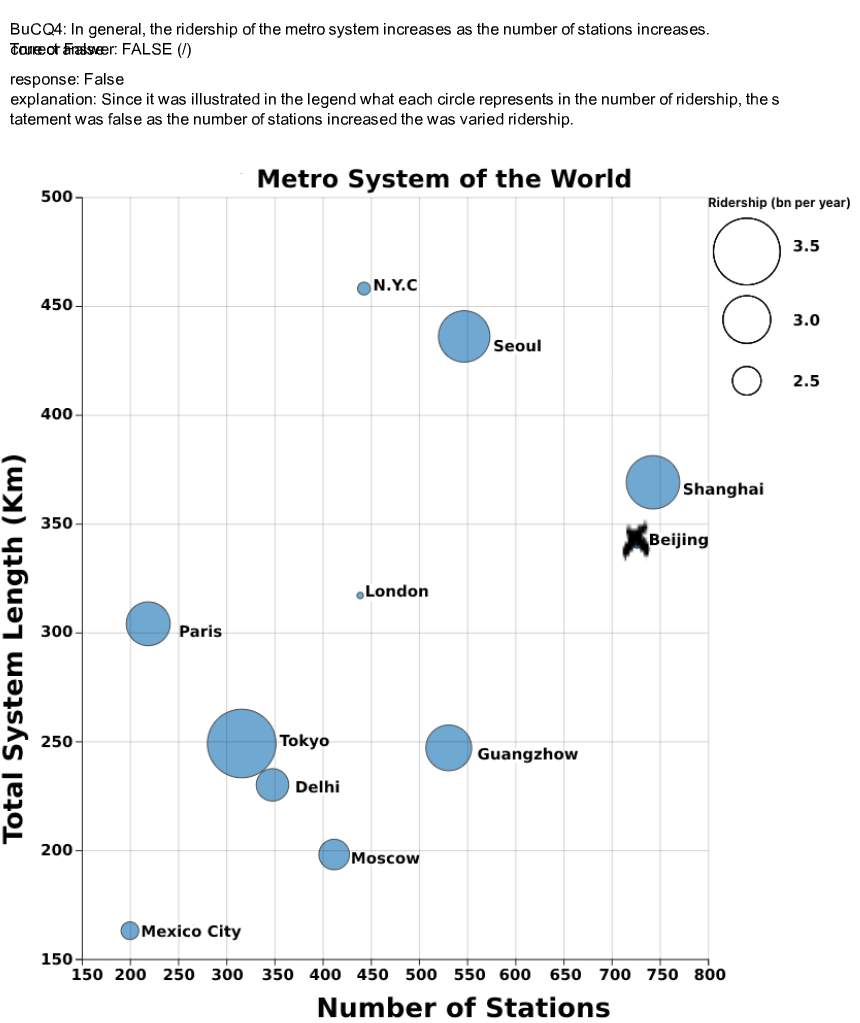 BuCQ4: In general, the ridership of the metro system increases as the number of stations increases.
True or False
correct answer: FALSE (/)
response: False
explanation: Since it was illustrated in the legend what each circle represents in the number of ridership, the s
tatement was false as the number of stations increased the was varied ridership.
Metro System of the World
Ridership (bn per year)
3.5
3.0
2.5
500
450
400
350
300
250
200
150
Total System Length (Km)
N.Y.C
Seoul
Shanghai
Beijing
London
Paris
Tokyo
Guangzhow
Delhi
Moscow
Mexico City
150 200 250 300 350 400 450 500 550 600 650 700 750 800
Number of Stations